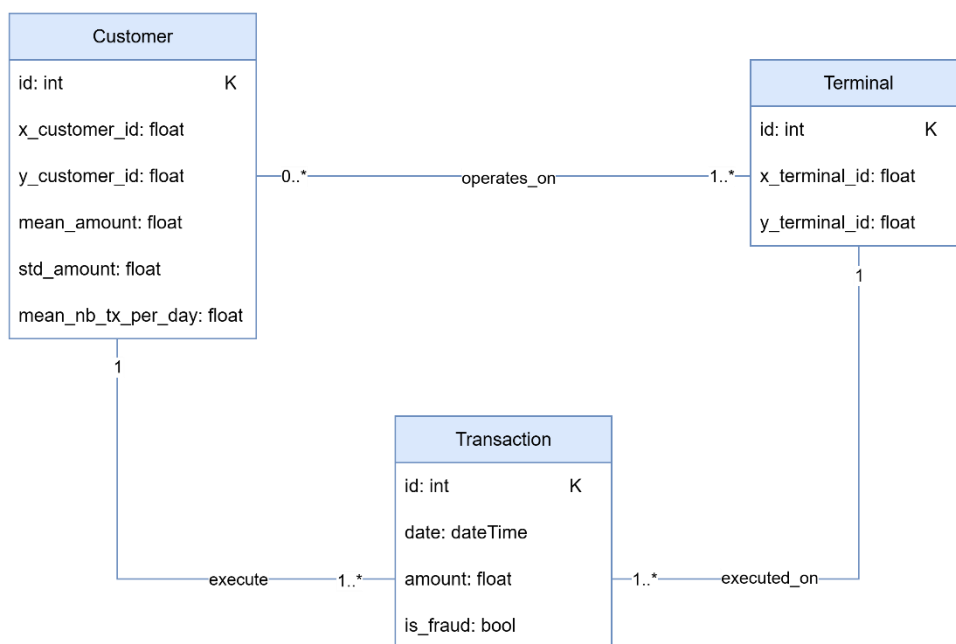 Customer
id: int K
x_customer_id: float
y_customer_id: float
mean_amount: float
std_amount: float
mean_nb_tx_per_day: float
0..* operates_on 1..*
Terminal
id: int K
x_terminal_id: float
y_terminal_id: float
1
1
Transaction
id: int K
date: dateTime
amount: float
is_fraud: bool
execute 1..*
1..* executed_on